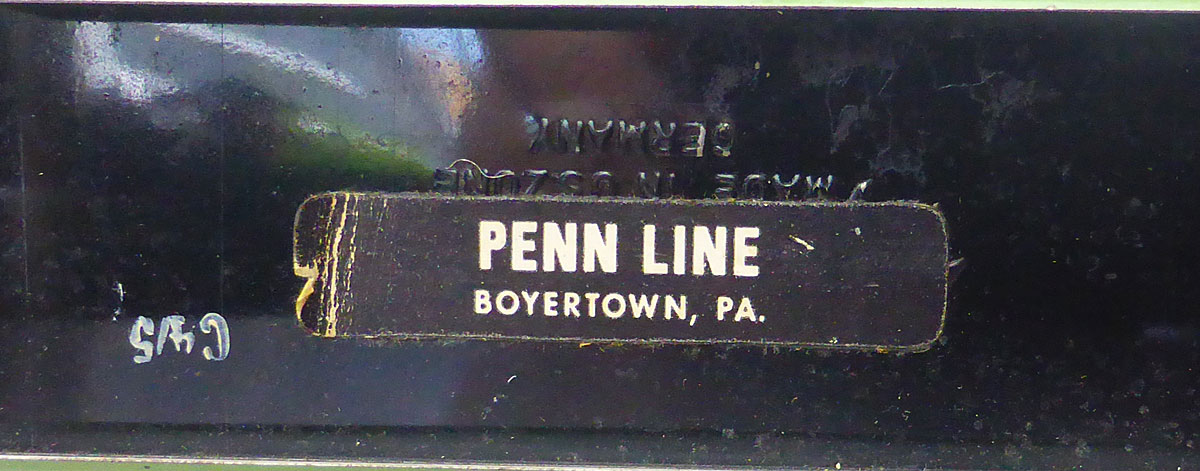 PENN LINE
BOYERTOWN, PA.
MADE IN US ZONE
GERMANY